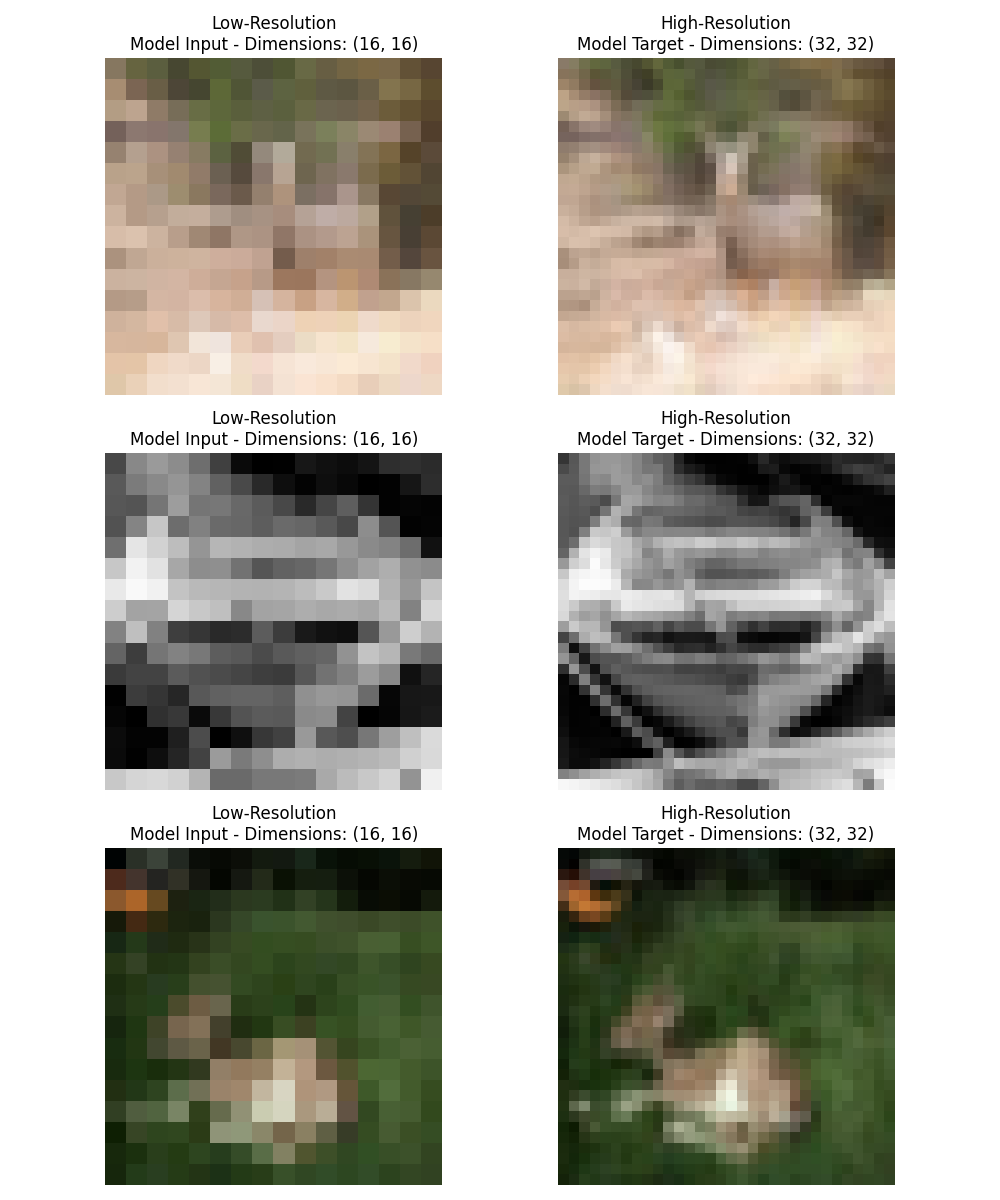 Low-Resolution
Model Input - Dimensions: (16, 16)
High-Resolution
Model Target - Dimensions: (32, 32)
Low-Resolution
Model Input - Dimensions: (16, 16)
High-Resolution
Model Target - Dimensions: (32, 32)
Low-Resolution
Model Input - Dimensions: (16, 16)
High-Resolution
Model Target - Dimensions: (32, 32)